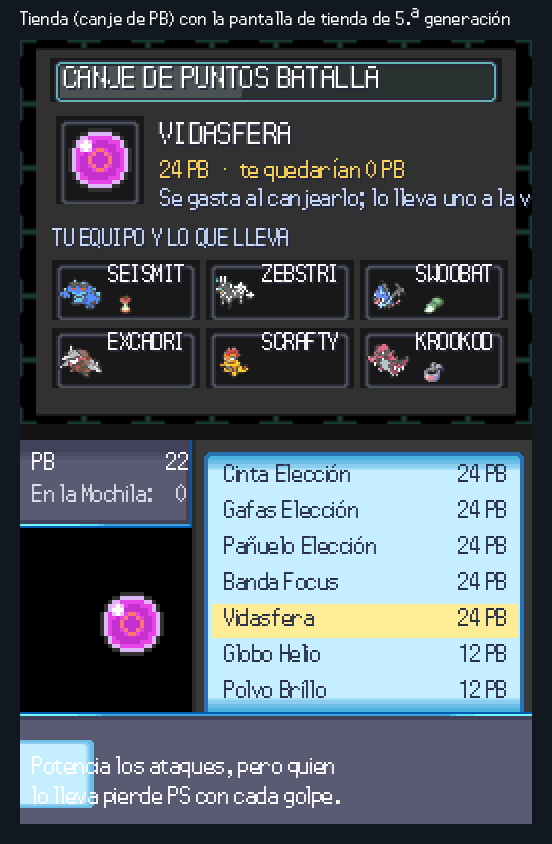 Tienda (canje de PB) con la pantalla de tienda de 5.ª generación
CANJE DE PUNTOS BATALLA
VIDASFERA
24 PB · te quedarían 0 PB
Se gasta al canjearlo; lo lleva uno a la v
TU EQUIPO Y LO QUE LLEVA
SEISMIT ZEBSTRI SWOOBAT
EXCADRI SCRAFTY KROOKOD
PB 22
En la Mochila: 0
Cinta Elección 24 PB
Gafas Elección 24 PB
Pañuelo Elección 24 PB
Banda Focus 24 PB
Vidasfera 24 PB
Globo Helio 12 PB
Polvo Brillo 12 PB
Potencia los ataques, pero quien
lo lleva pierde PS con cada golpe.